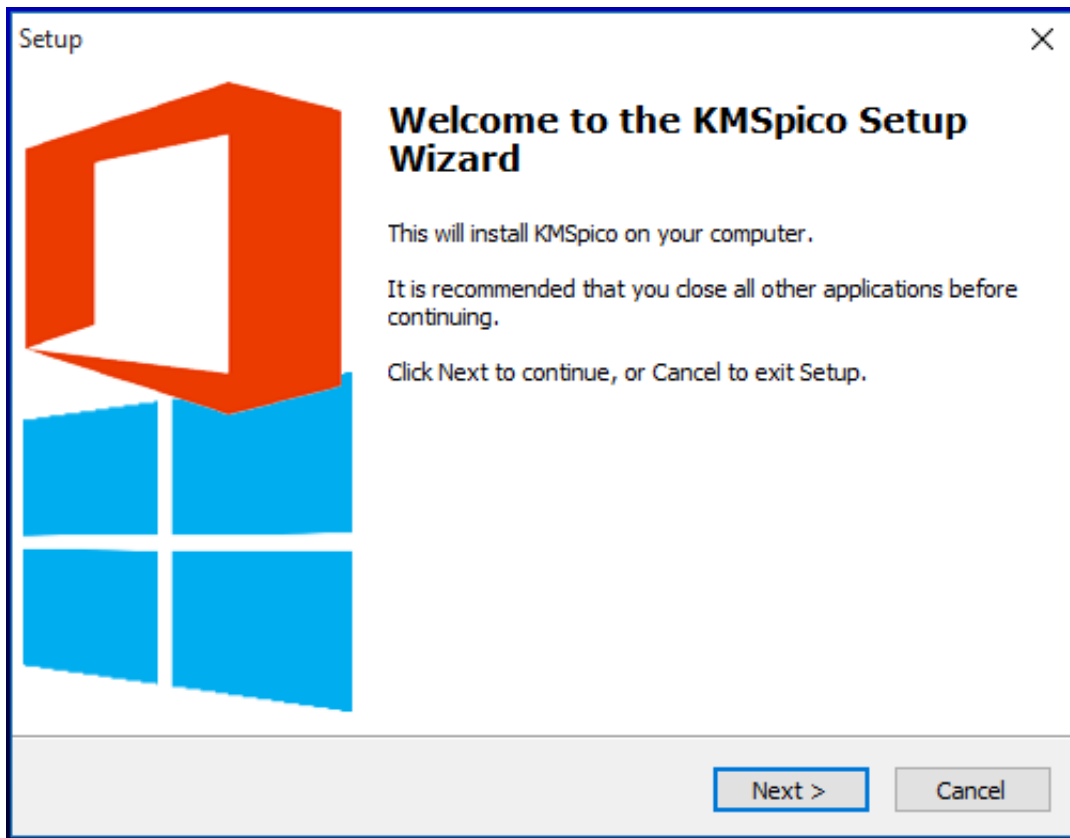 Setup
Welcome to the KMSpico Setup
Wizard
This will install KMSpico on your computer.
It is recommended that you close all other applications before
continuing.
Click Next to continue, or Cancel to exit Setup.
Next >
Cancel